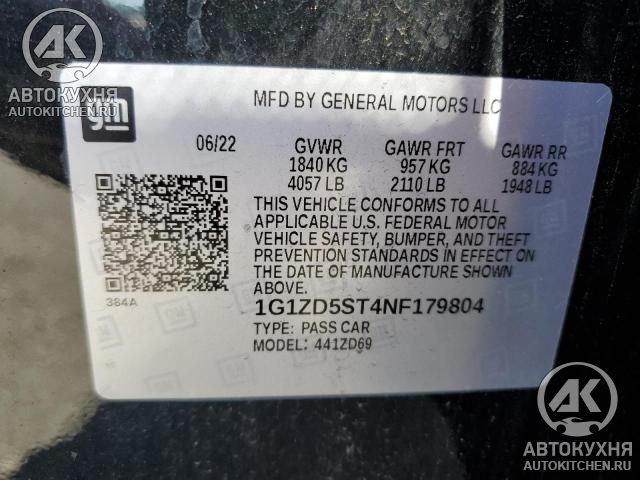 AK
АВТОКУХНЯ
AUTOKITCHEN.RU
gm
MFD BY GENERAL MOTORS LLC
06/22 GVWR GAWR FRT GAWR RR
1840 KG 957 KG 884 KG
4057 LB 2110 LB 1948 LB
THIS VEHICLE CONFORMS TO ALL
APPLICABLE U.S. FEDERAL MOTOR
VEHICLE SAFETY, BUMPER, AND THEFT
PREVENTION STANDARDS IN EFFECT ON
THE DATE OF MANUFACTURE SHOWN
ABOVE.
384A
1G1ZD5ST4NF179804
TYPE: PASS CAR
MODEL: 441ZD69
AK
АВТОКУХНЯ
AUTOKITCHEN.RU